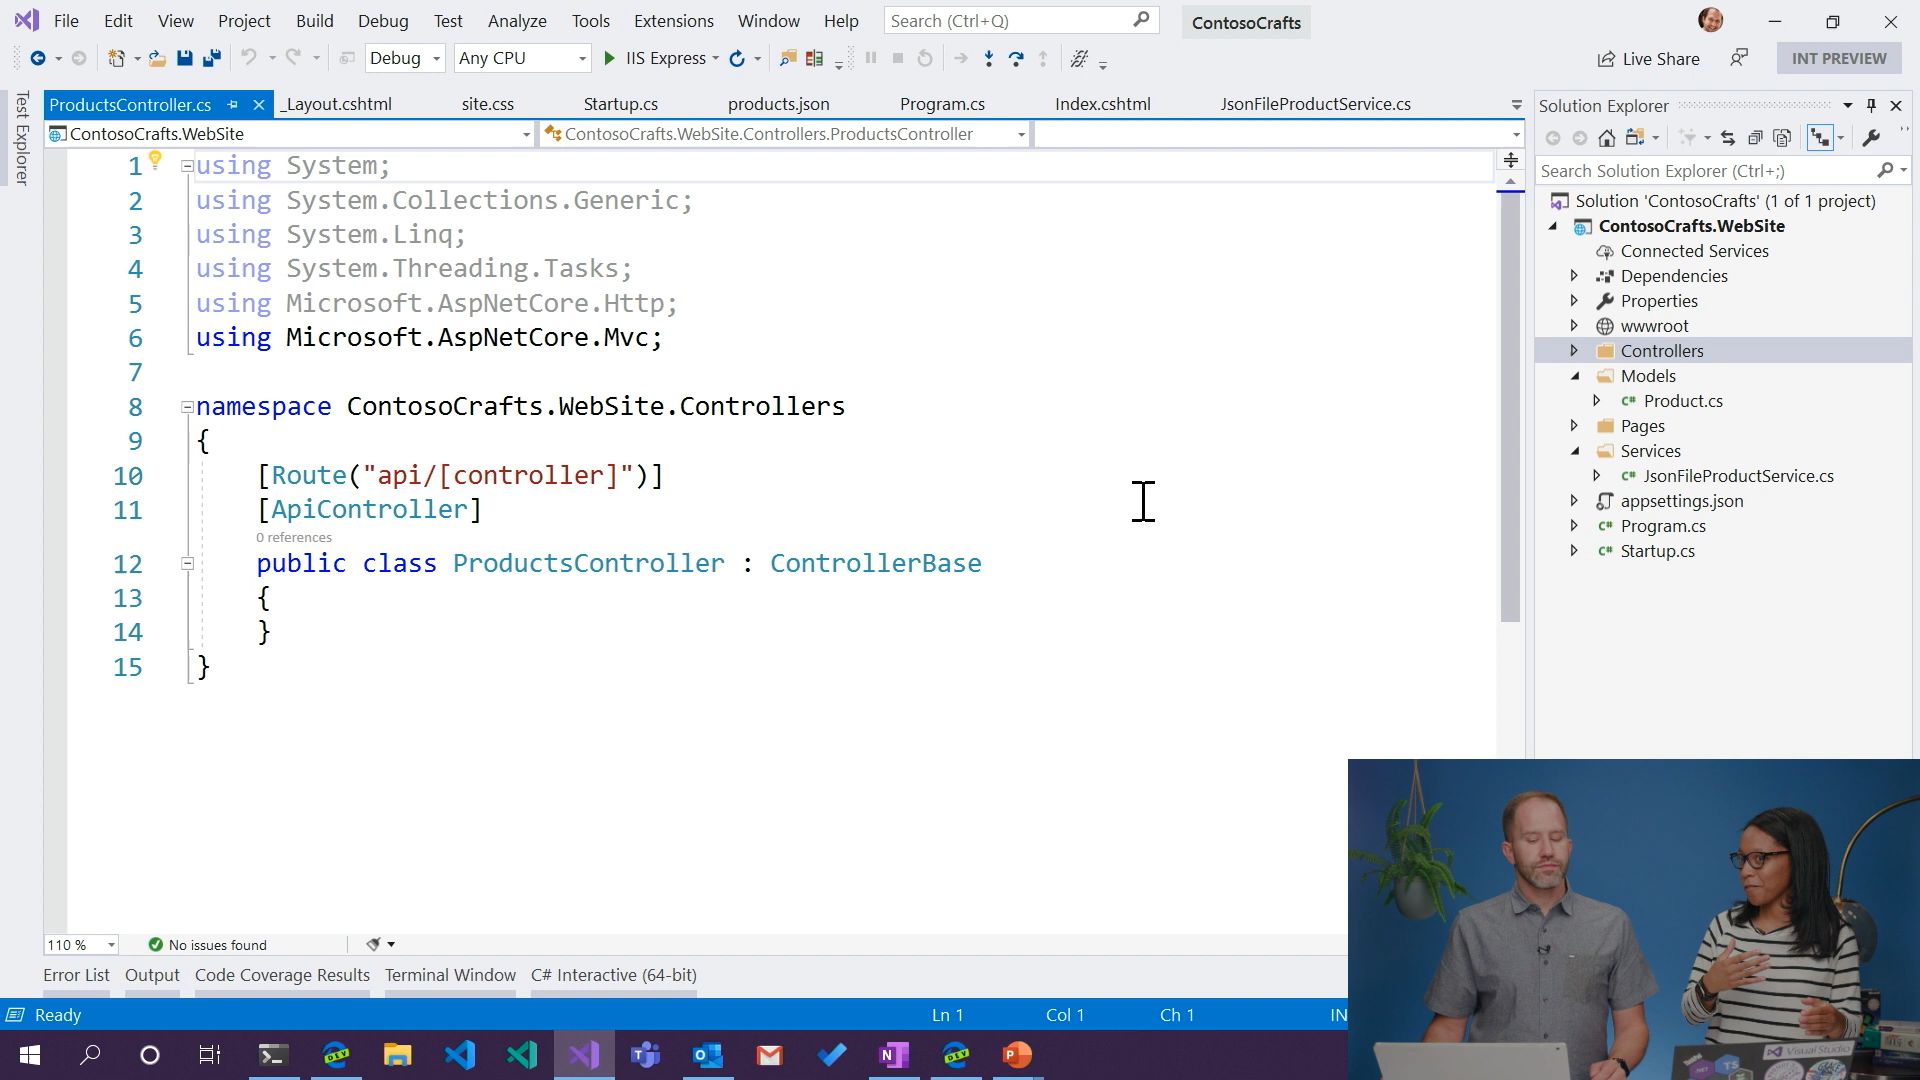 File Edit View Project Build Debug Test Analyze Tools Extensions Window Help Search (Ctrl+Q) ContosoCrafts
Debug Any CPU IIS Express Live Share INT PREVIEW
Test Explorer
ProductsController.cs _Layout.cshtml site.css Startup.cs products.json Program.cs Index.cshtml JsonFileProductService.cs
ContosoCrafts.WebSite ContosoCrafts.WebSite.Controllers.ProductsController
1 using System;
2 using System.Collections.Generic;
3 using System.Linq;
4 using System.Threading.Tasks;
5 using Microsoft.AspNetCore.Http;
6 using Microsoft.AspNetCore.Mvc;
7
8 namespace ContosoCrafts.WebSite.Controllers
9 {
10 [Route("api/[controller]")]
11 [ApiController]
0 references
12 public class ProductsController : ControllerBase
13 {
14 }
15 }
110 % No issues found
Error List Output Code Coverage Results Terminal Window C# Interactive (64-bit)
Ready Ln 1 Col 1 Ch 1 IN
Solution Explorer
Search Solution Explorer (Ctrl+;)
Solution 'ContosoCrafts' (1 of 1 project)
ContosoCrafts.WebSite
Connected Services
Dependencies
Properties
wwwroot
Controllers
Models
C# Product.cs
Pages
Services
C# JsonFileProductService.cs
appsettings.json
C# Program.cs
C# Startup.cs
DEV DEV
Visual Studio
TS